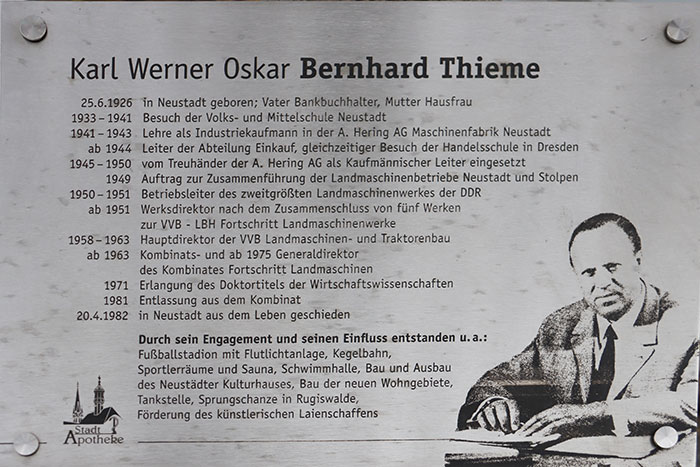 Karl Werner Oskar Bernhard Thieme
25.6.1926 in Neustadt geboren; Vater Bankbuchhalter, Mutter Hausfrau
1933 – 1941 Besuch der Volks- und Mittelschule Neustadt
1941 – 1943 Lehre als Industriekaufmann in der A. Hering AG Maschinenfabrik Neustadt
ab 1944 Leiter der Abteilung Einkauf, gleichzeitiger Besuch der Handelsschule in Dresden
1945 – 1950 vom Treuhänder der A. Hering AG als Kaufmännischer Leiter eingesetzt
1949 Auftrag zur Zusammenführung der Landmaschinenbetriebe Neustadt und Stolpen
1950 – 1951 Betriebsleiter des zweitgrößten Landmaschinenwerkes der DDR
ab 1951 Werksdirektor nach dem Zusammenschluss von fünf Werken
zur VVB - LBH Fortschritt Landmaschinenwerke
1958 – 1963 Hauptdirektor der VVB Landmaschinen- und Traktorenbau
ab 1963 Kombinats- und ab 1975 Generaldirektor
des Kombinates Fortschritt Landmaschinen
1971 Erlangung des Doktortitels der Wirtschaftswissenschaften
1981 Entlassung aus dem Kombinat
20.4.1982 in Neustadt aus dem Leben geschieden
Durch sein Engagement und seinen Einfluss entstanden u.a.:
Fußballstadion mit Flutlichtanlage, Kegelbahn,
Sportlerräume und Sauna, Schwimmhalle, Bau und Ausbau
des Neustädter Kulturhauses, Bau der neuen Wohngebiete,
Tankstelle, Sprungschanze in Rugiswalde,
Förderung des künstlerischen Laienschaffens
Stadt
Apotheke